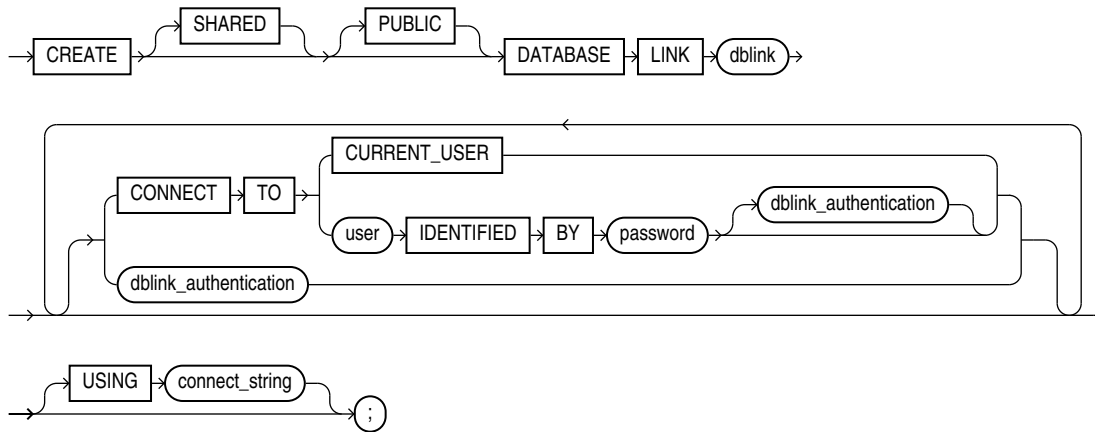 SHARED PUBLIC
CREATE DATABASE LINK dblink
CURRENT_USER
CONNECT TO
user IDENTIFIED BY password dblink_authentication
dblink_authentication
USING connect_string
;